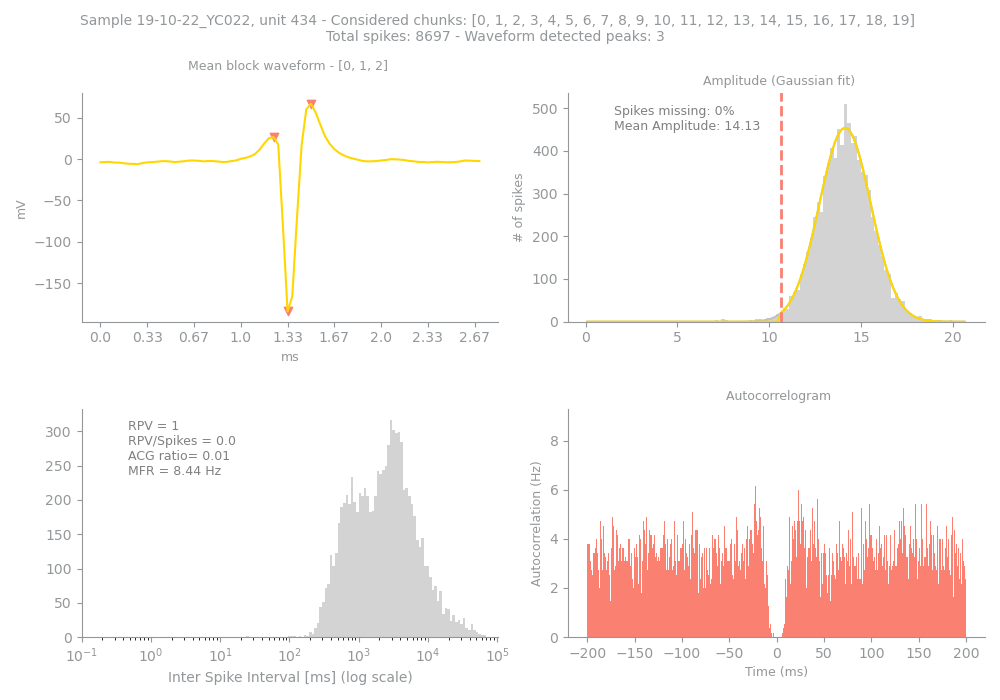 Sample 19-10-22_YC022, unit 434 - Considered chunks: [0, 1, 2, 3, 4, 5, 6, 7, 8, 9, 10, 11, 12, 13, 14, 15, 16, 17, 18, 19]
Total spikes: 8697 - Waveform detected peaks: 3
Mean block waveform - [0, 1, 2]
50
0
−50
−100
−150
mV
0.0 0.33 0.67 1.0 1.33 1.67 2.0 2.33 2.67
ms
Amplitude (Gaussian fit)
Spikes missing: 0%
Mean Amplitude: 14.13
500
400
300
200
100
0
# of spikes
0 5 10 15 20
RPV = 1
RPV/Spikes = 0.0
ACG ratio= 0.01
MFR = 8.44 Hz
300
250
200
150
100
50
0
10⁻¹ 10⁰ 10¹ 10² 10³ 10⁴ 10⁵
Inter Spike Interval [ms] (log scale)
Autocorrelogram
8
6
4
2
0
Autocorrelation (Hz)
−200 −150 −100 −50 0 50 100 150 200
Time (ms)